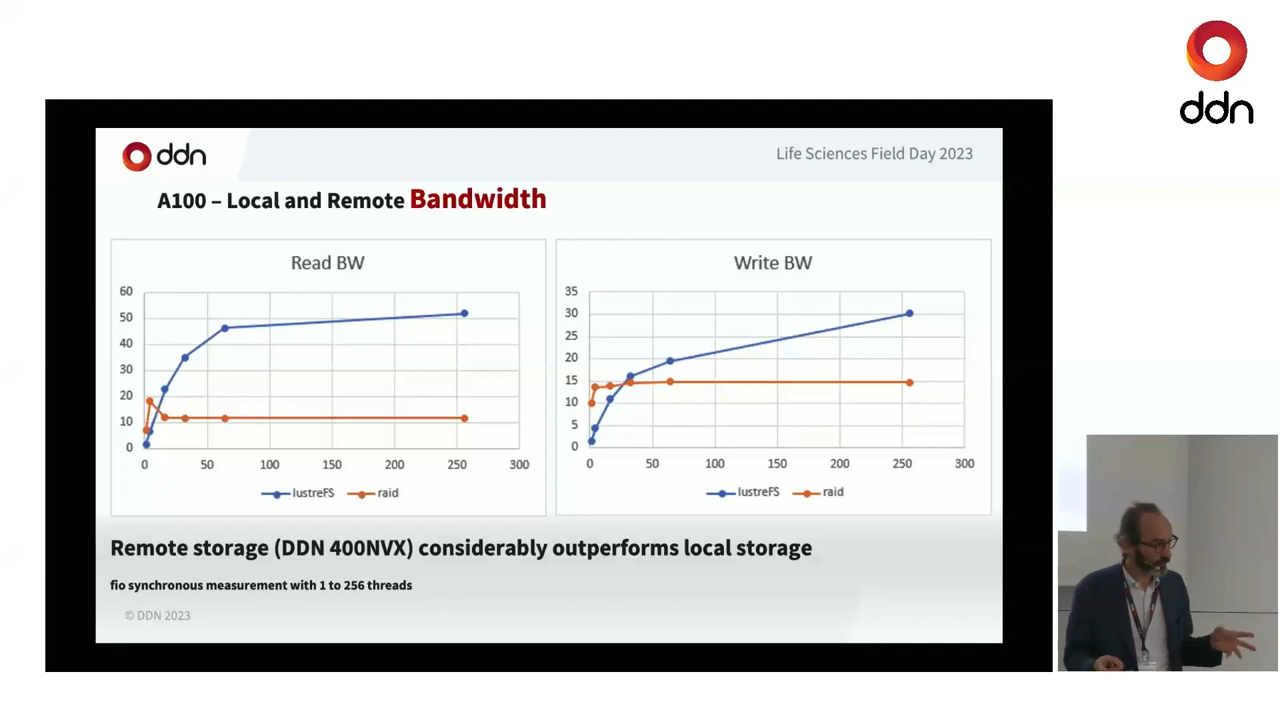 ddn
ddn
Life Sciences Field Day 2023
A100 – Local and Remote Bandwidth
Read BW
60
50
40
30
20
10
0
0 50 100 150 200 250 300
lustreFS raid
Write BW
35
30
25
20
15
10
5
0
0 50 100 150 200 250 300
lustreFS raid
Remote storage (DDN 400NVX) considerably outperforms local storage
fio synchronous measurement with 1 to 256 threads
© DDN 2023